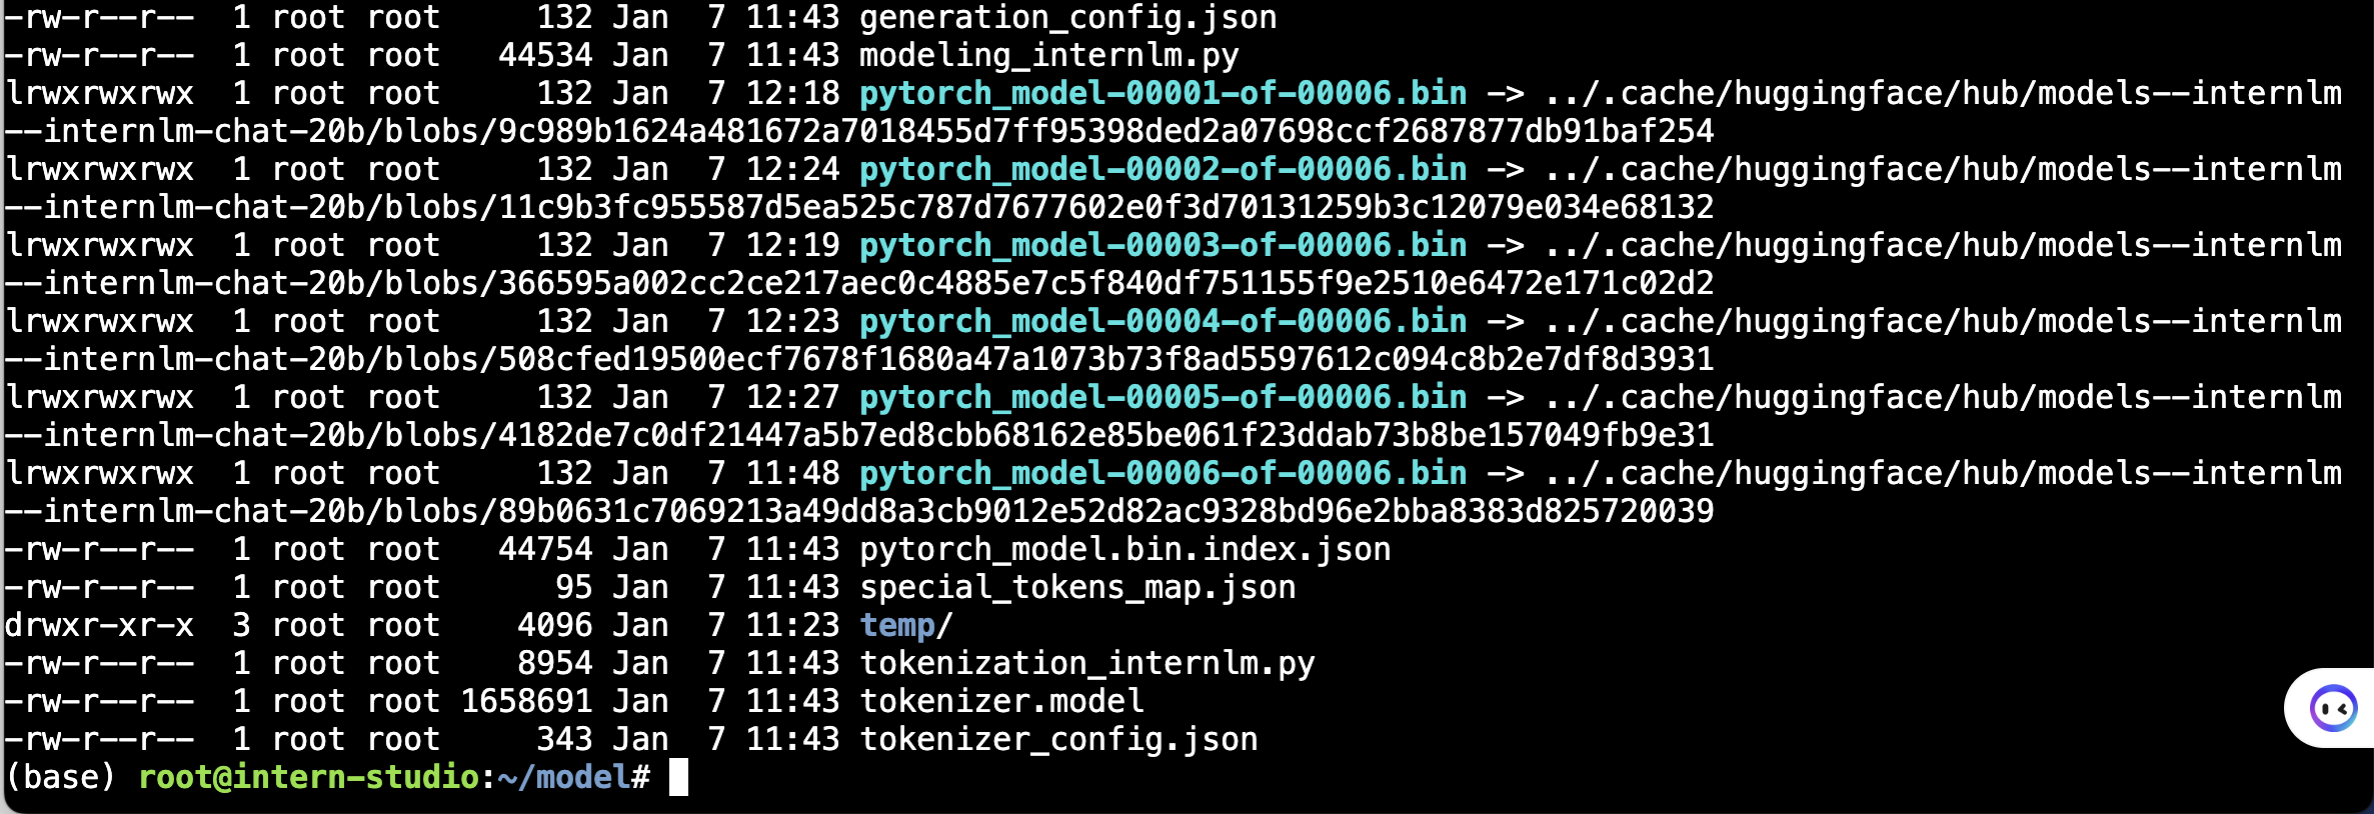 -rw-r--r--  1 root root     132 Jan  7 11:43 generation_config.json
-rw-r--r--  1 root root   44534 Jan  7 11:43 modeling_internlm.py
lrwxrwxrwx  1 root root     132 Jan  7 12:18 pytorch_model-00001-of-00006.bin -> ../.cache/huggingface/hub/models--internlm
--internlm-chat-20b/blobs/9c989b1624a481672a7018455d7ff95398ded2a07698ccf2687877db91baf254
lrwxrwxrwx  1 root root     132 Jan  7 12:24 pytorch_model-00002-of-00006.bin -> ../.cache/huggingface/hub/models--internlm
--internlm-chat-20b/blobs/11c9b3fc955587d5ea525c787d7677602e0f3d70131259b3c12079e034e68132
lrwxrwxrwx  1 root root     132 Jan  7 12:19 pytorch_model-00003-of-00006.bin -> ../.cache/huggingface/hub/models--internlm
--internlm-chat-20b/blobs/366595a002cc2ce217aec0c4885e7c5f840df751155f9e2510e6472e171c02d2
lrwxrwxrwx  1 root root     132 Jan  7 12:23 pytorch_model-00004-of-00006.bin -> ../.cache/huggingface/hub/models--internlm
--internlm-chat-20b/blobs/508cfed19500ecf7678f1680a47a1073b73f8ad5597612c094c8b2e7df8d3931
lrwxrwxrwx  1 root root     132 Jan  7 12:27 pytorch_model-00005-of-00006.bin -> ../.cache/huggingface/hub/models--internlm
--internlm-chat-20b/blobs/4182de7c0df21447a5b7ed8cbb68162e85be061f23ddab73b8be157049fb9e31
lrwxrwxrwx  1 root root     132 Jan  7 11:48 pytorch_model-00006-of-00006.bin -> ../.cache/huggingface/hub/models--internlm
--internlm-chat-20b/blobs/89b0631c7069213a49dd8a3cb9012e52d82ac9328bd96e2bba8383d825720039
-rw-r--r--  1 root root   44754 Jan  7 11:43 pytorch_model.bin.index.json
-rw-r--r--  1 root root      95 Jan  7 11:43 special_tokens_map.json
drwxr-xr-x  3 root root    4096 Jan  7 11:23 temp/
-rw-r--r--  1 root root    8954 Jan  7 11:43 tokenization_internlm.py
-rw-r--r--  1 root root 1658691 Jan  7 11:43 tokenizer.model
-rw-r--r--  1 root root     343 Jan  7 11:43 tokenizer_config.json
(base) root@intern-studio:~/model#